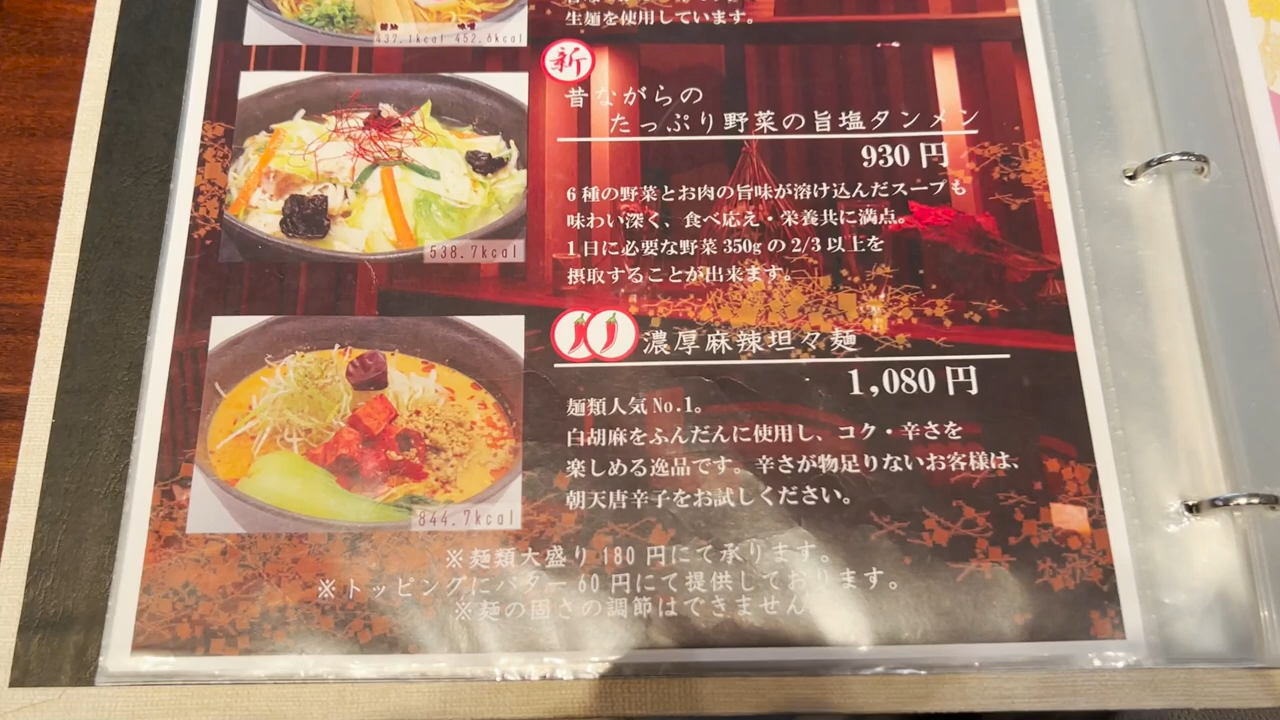 生麺を使用しています。
醤油 味噌
437.1kcal 452.6kcal
新
昔ながらの
たっぷり野菜の旨塩タンメン
930円
6種の野菜とお肉の旨味が溶け込んだスープも
味わい深く、食べ応え・栄養共に満点。
1日に必要な野菜350gの2/3以上を
摂取することが出来ます。
538.7kcal
濃厚麻辣坦々麺
1,080円
麺類人気No.1。
白胡麻をふんだんに使用し、コク・辛さを
楽しめる逸品です。辛さが物足りないお客様は、
朝天唐辛子をお試しください。
844.7kcal
※麺類大盛り180円にて承ります。
※トッピングにバター60円にて提供しております。
※麺の固さの調節はできません